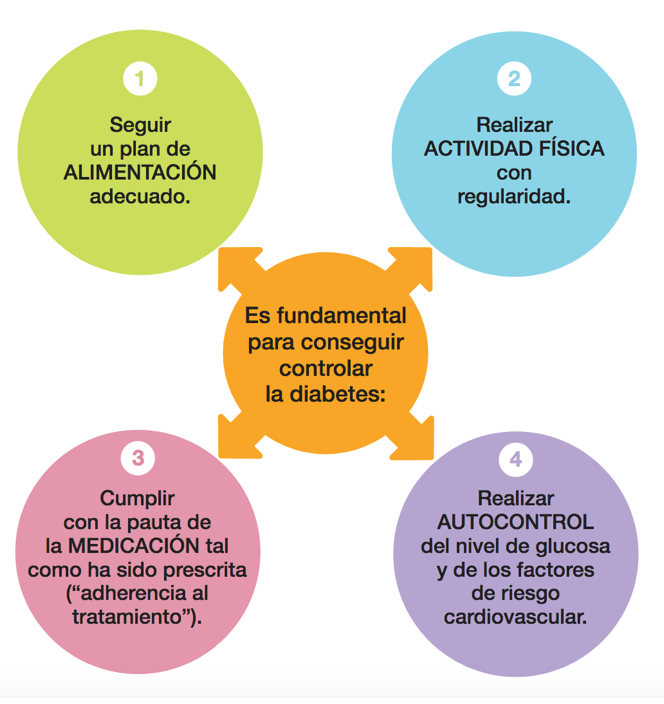 1
Seguir
un plan de
ALIMENTACIÓN
adecuado.
2
Realizar
ACTIVIDAD FÍSICA
con
regularidad.
Es fundamental
para conseguir
controlar
la diabetes:
3
Cumplir
con la pauta de
la MEDICACIÓN tal
como ha sido prescrita
(“adherencia al
tratamiento”).
4
Realizar
AUTOCONTROL
del nivel de glucosa
y de los factores
de riesgo
cardiovascular.